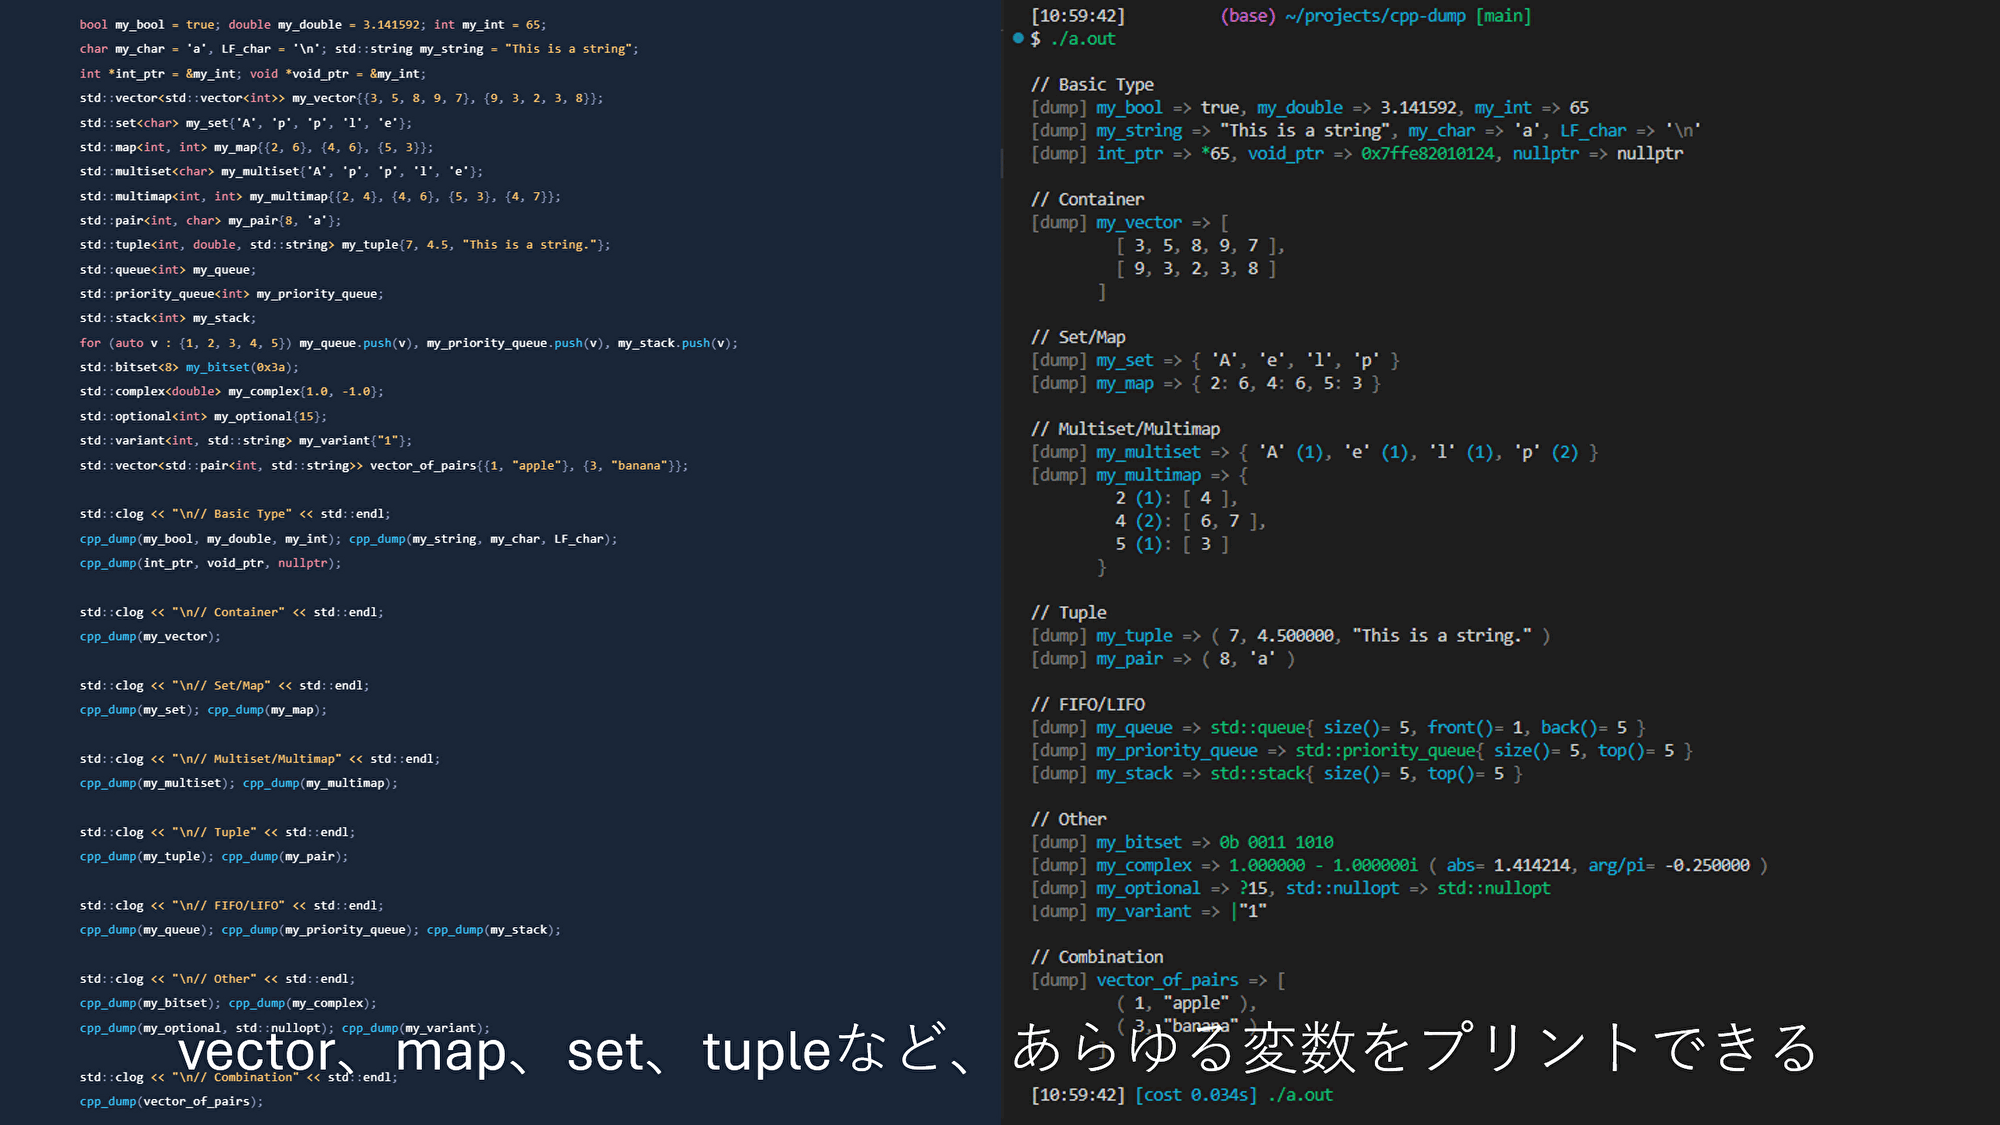 bool my_bool = true; double my_double = 3.141592; int my_int = 65;
char my_char = 'a', LF_char = '\n'; std::string my_string = "This is a string";
int *int_ptr = &my_int; void *void_ptr = &my_int;
std::vector<std::vector<int>> my_vector{{3, 5, 8, 9, 7}, {9, 3, 2, 3, 8}};
std::set<char> my_set{'A', 'p', 'p', 'l', 'e'};
std::map<int, int> my_map{{2, 6}, {4, 6}, {5, 3}};
std::multiset<char> my_multiset{'A', 'p', 'p', 'l', 'e'};
std::multimap<int, int> my_multimap{{2, 4}, {4, 6}, {5, 3}, {4, 7}};
std::pair<int, char> my_pair{8, 'a'};
std::tuple<int, double, std::string> my_tuple{7, 4.5, "This is a string."};
std::queue<int> my_queue;
std::priority_queue<int> my_priority_queue;
std::stack<int> my_stack;
for (auto v : {1, 2, 3, 4, 5}) my_queue.push(v), my_priority_queue.push(v), my_stack.push(v);
std::bitset<8> my_bitset(0x3a);
std::complex<double> my_complex{1.0, -1.0};
std::optional<int> my_optional{15};
std::variant<int, std::string> my_variant{"1"};
std::vector<std::pair<int, std::string>> vector_of_pairs{{1, "apple"}, {3, "banana"}};
std::clog << "\n// Basic Type" << std::endl;
cpp_dump(my_bool, my_double, my_int); cpp_dump(my_string, my_char, LF_char);
cpp_dump(int_ptr, void_ptr, nullptr);
std::clog << "\n// Container" << std::endl;
cpp_dump(my_vector);
std::clog << "\n// Set/Map" << std::endl;
cpp_dump(my_set); cpp_dump(my_map);
std::clog << "\n// Multiset/Multimap" << std::endl;
cpp_dump(my_multiset); cpp_dump(my_multimap);
std::clog << "\n// Tuple" << std::endl;
cpp_dump(my_tuple); cpp_dump(my_pair);
std::clog << "\n// FIFO/LIFO" << std::endl;
cpp_dump(my_queue); cpp_dump(my_priority_queue); cpp_dump(my_stack);
std::clog << "\n// Other" << std::endl;
cpp_dump(my_bitset); cpp_dump(my_complex);
cpp_dump(my_optional, std::nullopt); cpp_dump(my_variant);
std::clog << "\n// Combination" << std::endl;
cpp_dump(vector_of_pairs);
[10:59:42] (base) ~/projects/cpp-dump [main]
$ ./a.out
// Basic Type
[dump] my_bool => true, my_double => 3.141592, my_int => 65
[dump] my_string => "This is a string", my_char => 'a', LF_char => '\n'
[dump] int_ptr => *65, void_ptr => 0x7ffe82010124, nullptr => nullptr
// Container
[dump] my_vector => [
[ 3, 5, 8, 9, 7 ],
[ 9, 3, 2, 3, 8 ]
]
// Set/Map
[dump] my_set => { 'A', 'e', 'l', 'p' }
[dump] my_map => { 2: 6, 4: 6, 5: 3 }
// Multiset/Multimap
[dump] my_multiset => { 'A' (1), 'e' (1), 'l' (1), 'p' (2) }
[dump] my_multimap => {
2 (1): [ 4 ],
4 (2): [ 6, 7 ],
5 (1): [ 3 ]
}
// Tuple
[dump] my_tuple => ( 7, 4.500000, "This is a string." )
[dump] my_pair => ( 8, 'a' )
// FIFO/LIFO
[dump] my_queue => std::queue{ size()= 5, front()= 1, back()= 5 }
[dump] my_priority_queue => std::priority_queue{ size()= 5, top()= 5 }
[dump] my_stack => std::stack{ size()= 5, top()= 5 }
// Other
[dump] my_bitset => 0b 0011 1010
[dump] my_complex => 1.000000 - 1.000000i ( abs= 1.414214, arg/pi= -0.250000 )
[dump] my_optional => ?15, std::nullopt => std::nullopt
[dump] my_variant => |"1"
// Combination
[dump] vector_of_pairs => [
( 1, "apple" ),
( 3, "banana" )
]
[10:59:42] [cost 0.034s] ./a.out
vector、map、set、tupleなど、あらゆる変数をプリントできる